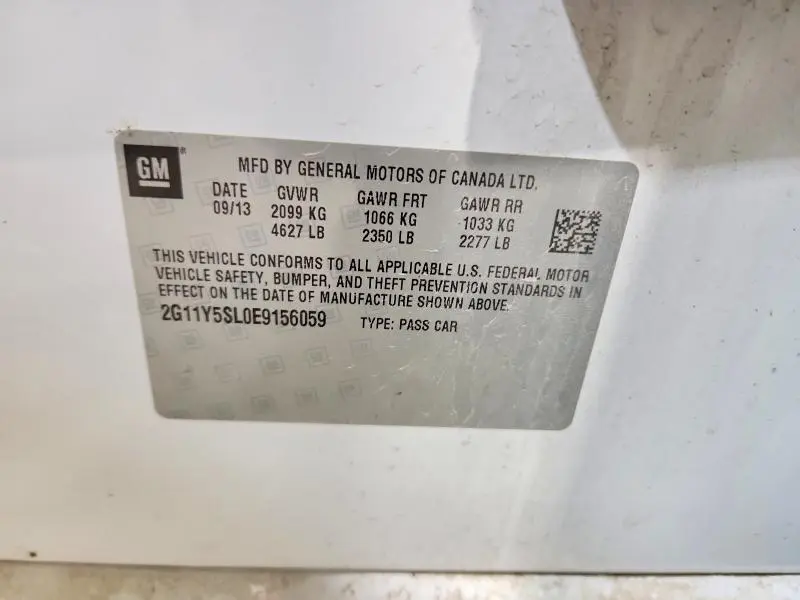 GM®
MFD BY GENERAL MOTORS OF CANADA LTD.
DATE GVWR GAWR FRT GAWR RR
09/13 2099 KG 1066 KG 1033 KG
4627 LB 2350 LB 2277 LB
THIS VEHICLE CONFORMS TO ALL APPLICABLE U.S. FEDERAL MOTOR
VEHICLE SAFETY, BUMPER, AND THEFT PREVENTION STANDARDS IN
EFFECT ON THE DATE OF MANUFACTURE SHOWN ABOVE.
2G11Y5SL0E9156059 TYPE: PASS CAR